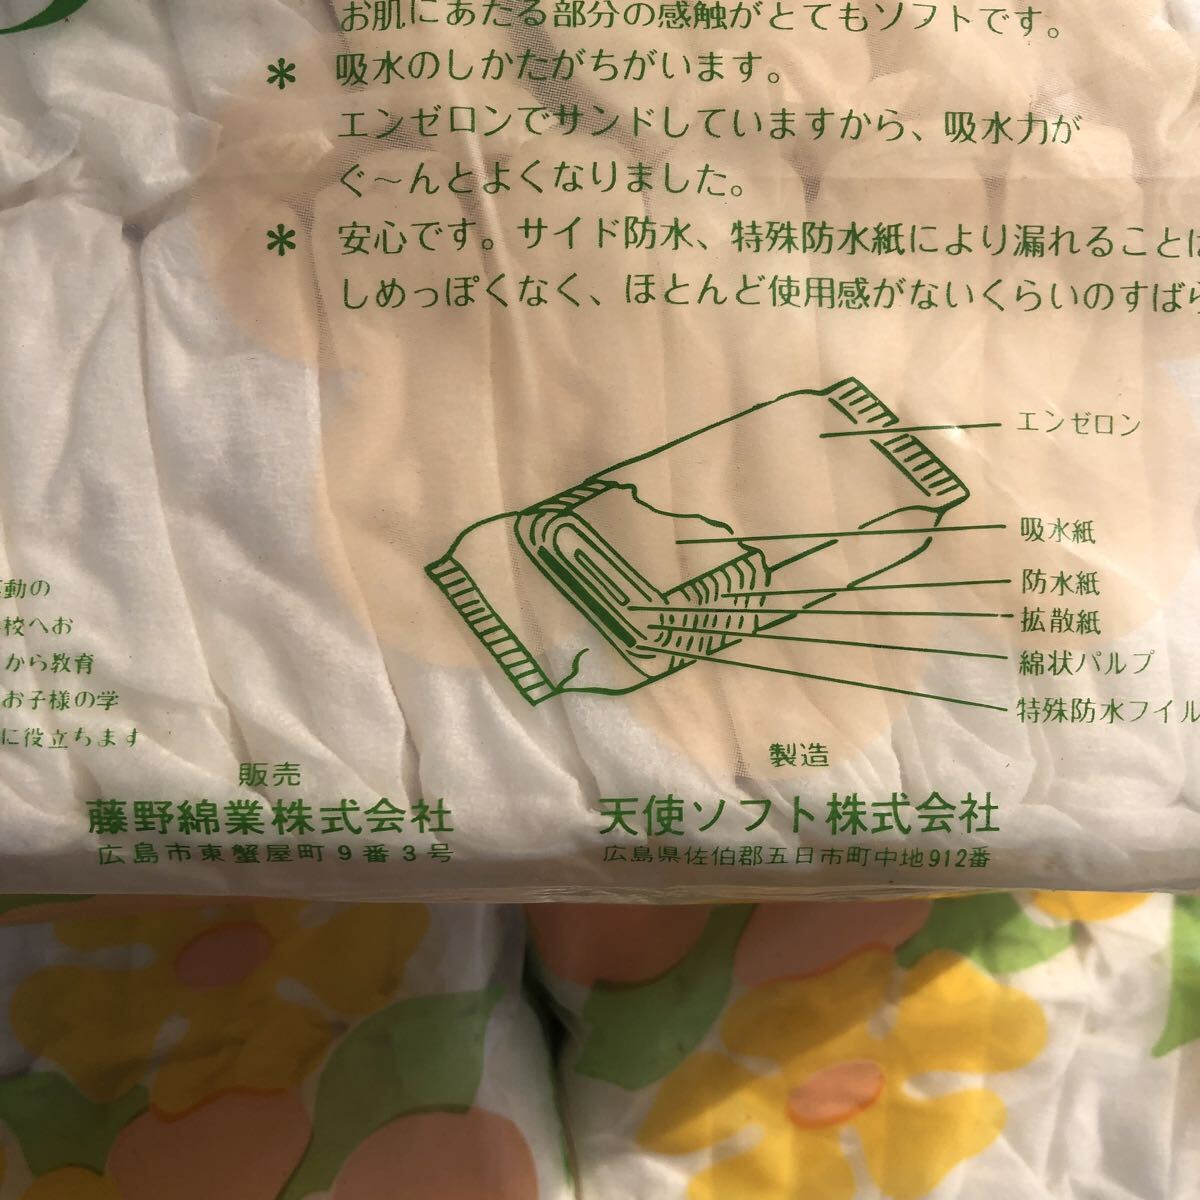 お肌にあたる部分の感触がとてもソフトです。
* 吸水のしかたがちがいます。
エンゼロンでサンドしていますから、吸水力が
ぐ〜んとよくなりました。
* 安心です。サイド防水、特殊防水紙により漏れることは
しめっぽくなく、ほとんど使用感がないくらいのすばら
エンゼロン
吸水紙
防水紙
拡散紙
綿状パルプ
特殊防水フイル
動の
校へお
から教育
お子様の学
に役立ちます
販売
藤野綿業株式会社
広島市東蟹屋町9番3号
製造
天使ソフト株式会社
広島県佐伯郡五日市町中地912番